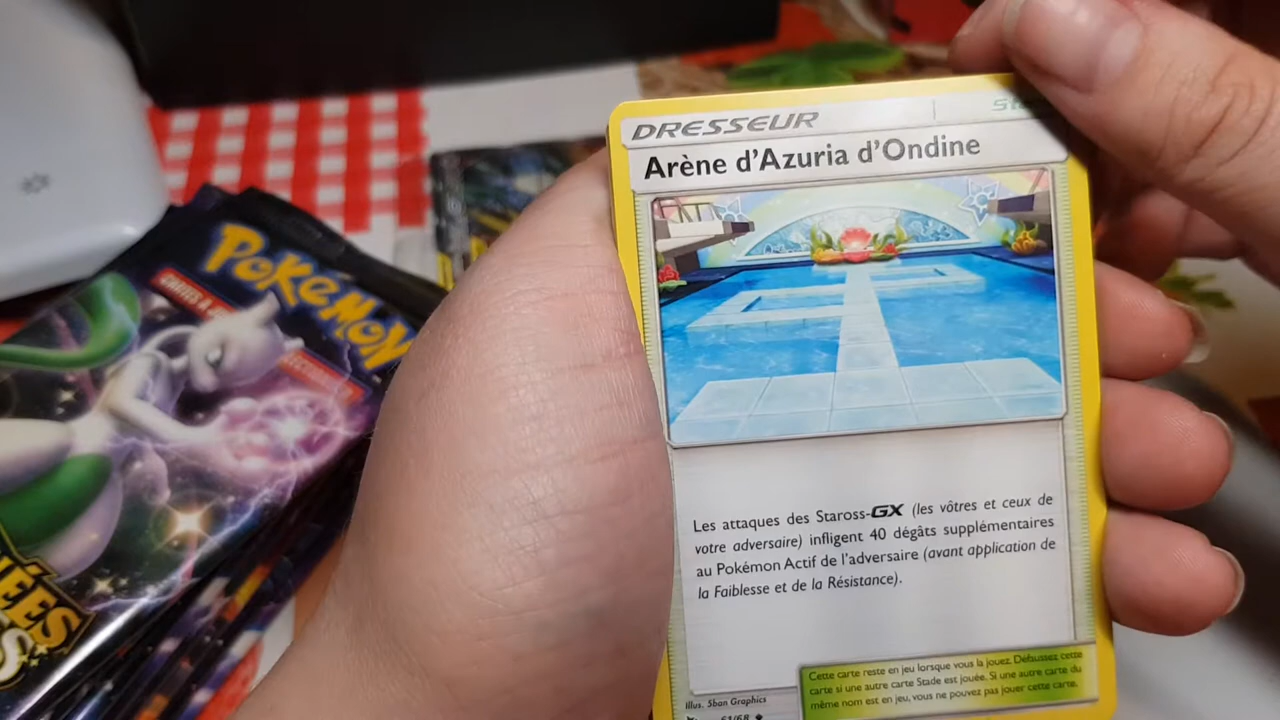 DRESSEUR
Arène d'Azuria d'Ondine
Les attaques des Staross-GX (les vôtres et ceux de
votre adversaire) infligent 40 dégâts supplémentaires
au Pokémon Actif de l'adversaire (avant application de
la Faiblesse et de la Résistance).
Cette carte reste en jeu lorsque vous la jouez. Défaussez cette
carte si une autre carte Stade est jouée. Si une autre carte du
même nom est en jeu, vous ne pouvez pas jouer cette carte.
Illus. Sban Graphics
61/68
POKÉMON